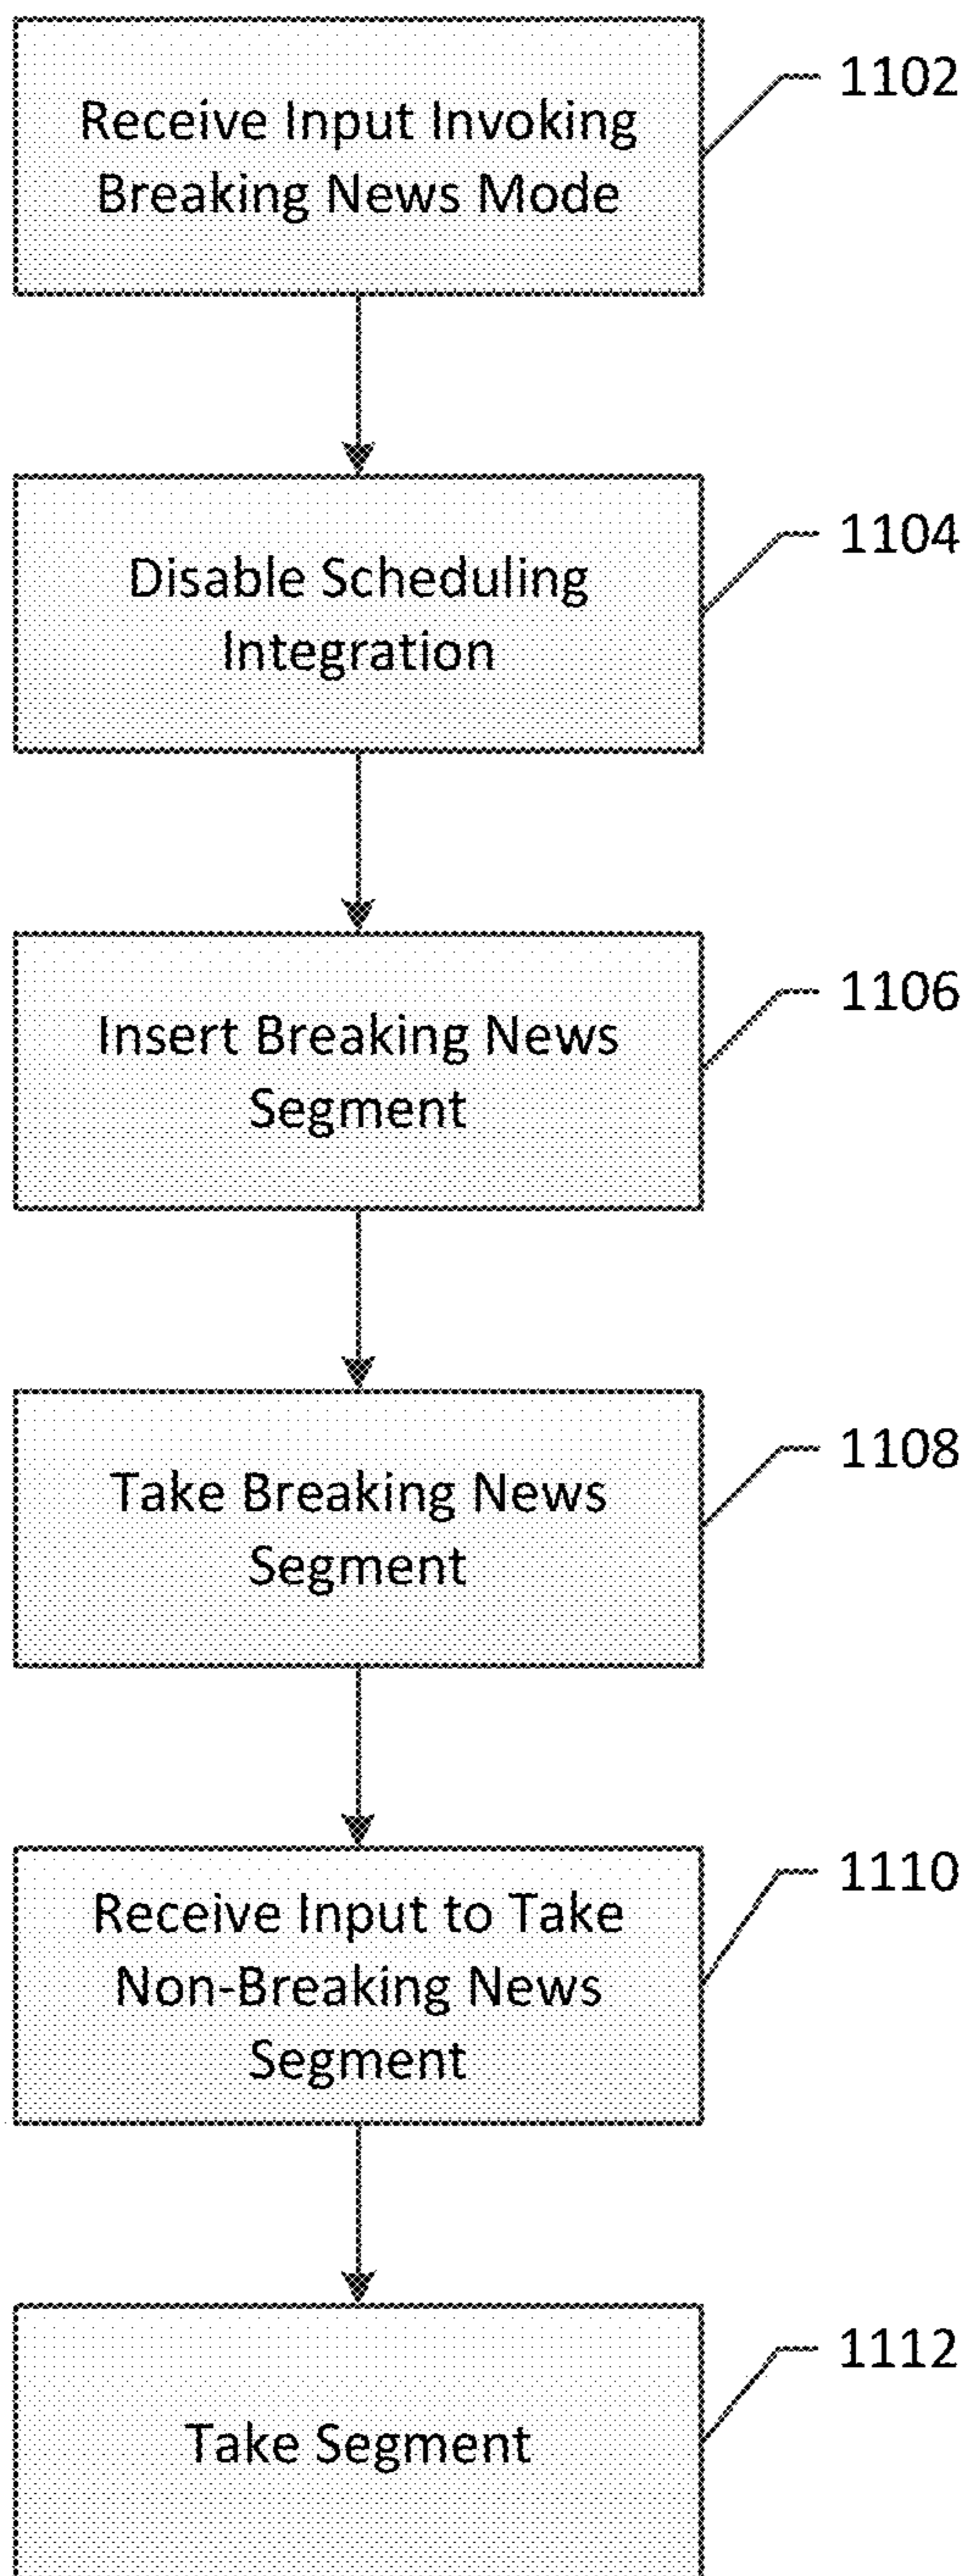 Receive Input Invoking
Breaking News Mode
1102
Disable Scheduling
Integration
1104
Insert Breaking News
Segment
1106
Take Breaking News
Segment
1108
Receive Input to Take
Non-Breaking News
Segment
1110
Take Segment
1112